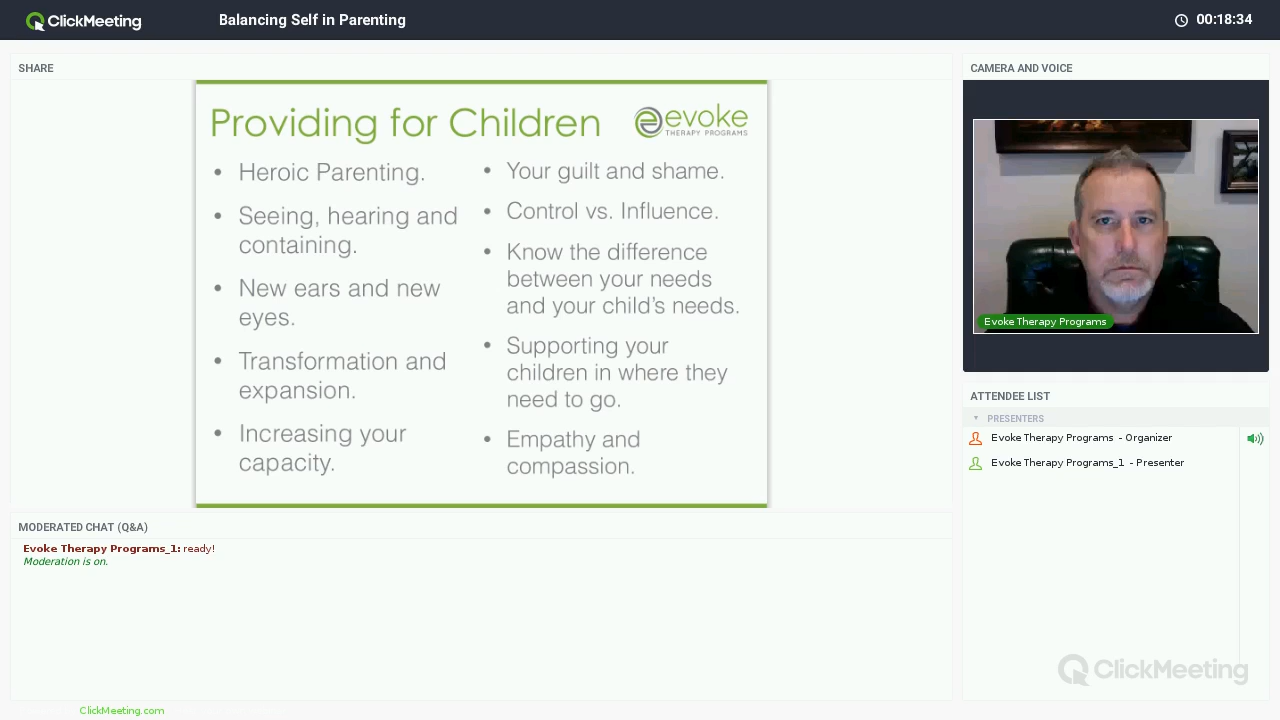 ClickMeeting
Balancing Self in Parenting
00:18:34
SHARE
Providing for Children
evoke
THERAPY PROGRAMS
• Heroic Parenting.
• Seeing, hearing and
containing.
• New ears and new
eyes.
• Transformation and
expansion.
• Increasing your
capacity.
• Your guilt and shame.
• Control vs. Influence.
• Know the difference
between your needs
and your child's needs.
• Supporting your
children in where they
need to go.
• Empathy and
compassion.
CAMERA AND VOICE
Evoke Therapy Programs
ATTENDEE LIST
PRESENTERS
Evoke Therapy Programs - Organizer
Evoke Therapy Programs_1 - Presenter
MODERATED CHAT (Q&A)
Evoke Therapy Programs_1: ready!
Moderation is on.
ClickMeeting
ClickMeeting.com